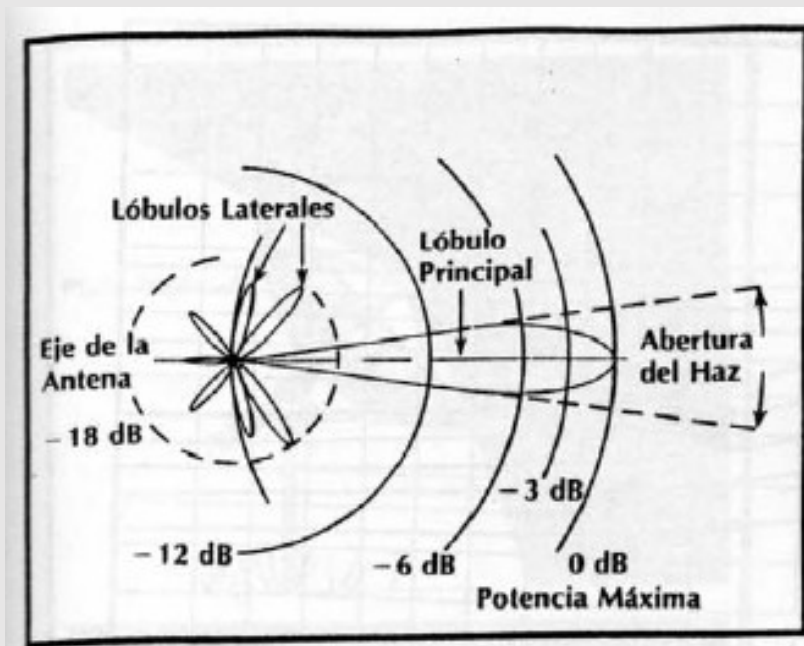 Lóbulos Laterales
Lóbulo
Principal
Eje de la
Antena
Abertura
del Haz
−18 dB
−3 dB
−12 dB
−6 dB
0 dB
Potencia Máxima